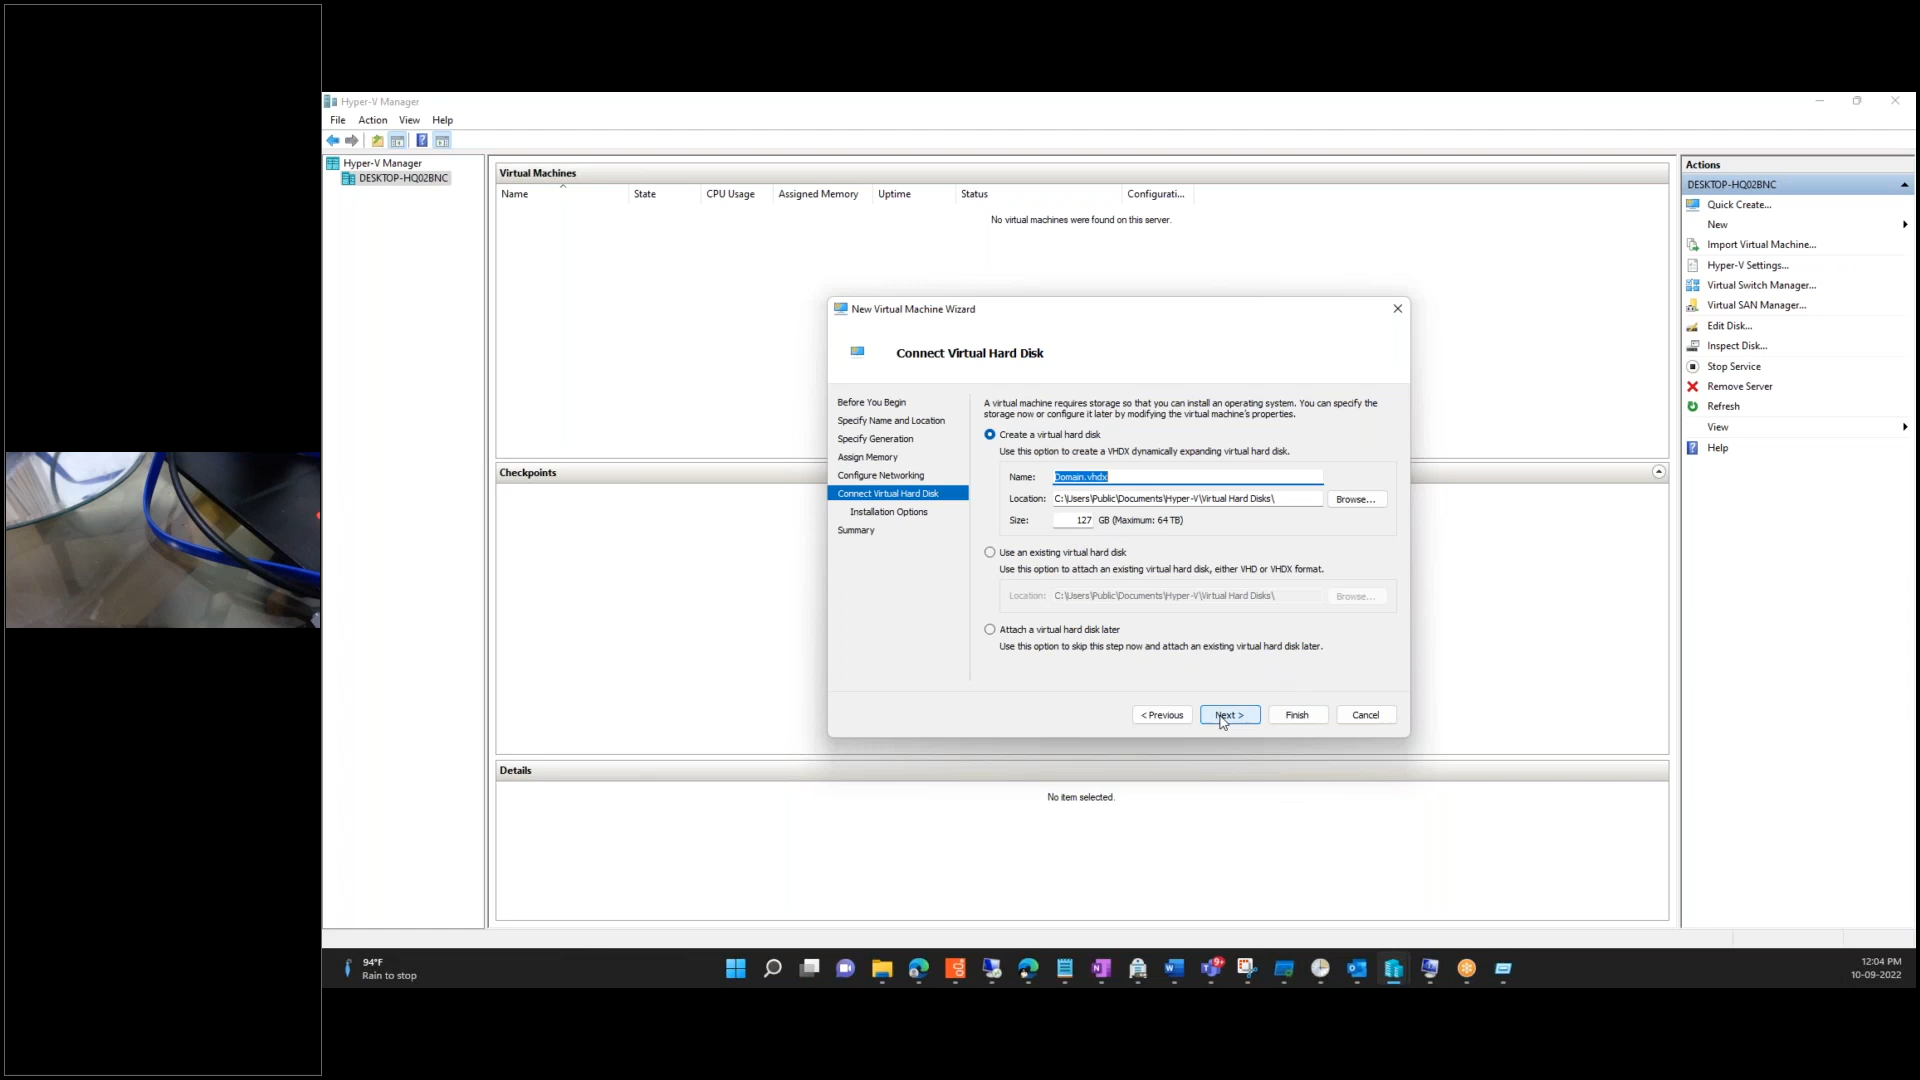 Hyper-V Manager
File Action View Help
Hyper-V Manager
DESKTOP-HQ02BNC
Virtual Machines
Name State CPU Usage Assigned Memory Uptime Status Configurati...
No virtual machines were found on this server.
New Virtual Machine Wizard
Connect Virtual Hard Disk
Before You Begin
Specify Name and Location
Specify Generation
Assign Memory
Configure Networking
Connect Virtual Hard Disk
Installation Options
Summary
A virtual machine requires storage so that you can install an operating system. You can specify the
storage now or configure it later by modifying the virtual machine's properties.
Create a virtual hard disk
Use this option to create a VHDX dynamically expanding virtual hard disk.
Name: Domain.vhdx
Location: C:\Users\Public\Documents\Hyper-V\Virtual Hard Disks\ Browse...
Size: 127 GB (Maximum: 64 TB)
Use an existing virtual hard disk
Use this option to attach an existing virtual hard disk, either VHD or VHDX format.
Location: C:\Users\Public\Documents\Hyper-V\Virtual Hard Disks\ Browse...
Attach a virtual hard disk later
Use this option to skip this step now and attach an existing virtual hard disk later.
< Previous Next > Finish Cancel
Checkpoints
Details
No item selected.
Actions
DESKTOP-HQ02BNC
Quick Create...
New
Import Virtual Machine...
Hyper-V Settings...
Virtual Switch Manager...
Virtual SAN Manager...
Edit Disk...
Inspect Disk...
Stop Service
Remove Server
Refresh
View
Help
94°F
Rain to stop
9+
12:04 PM
10-09-2022